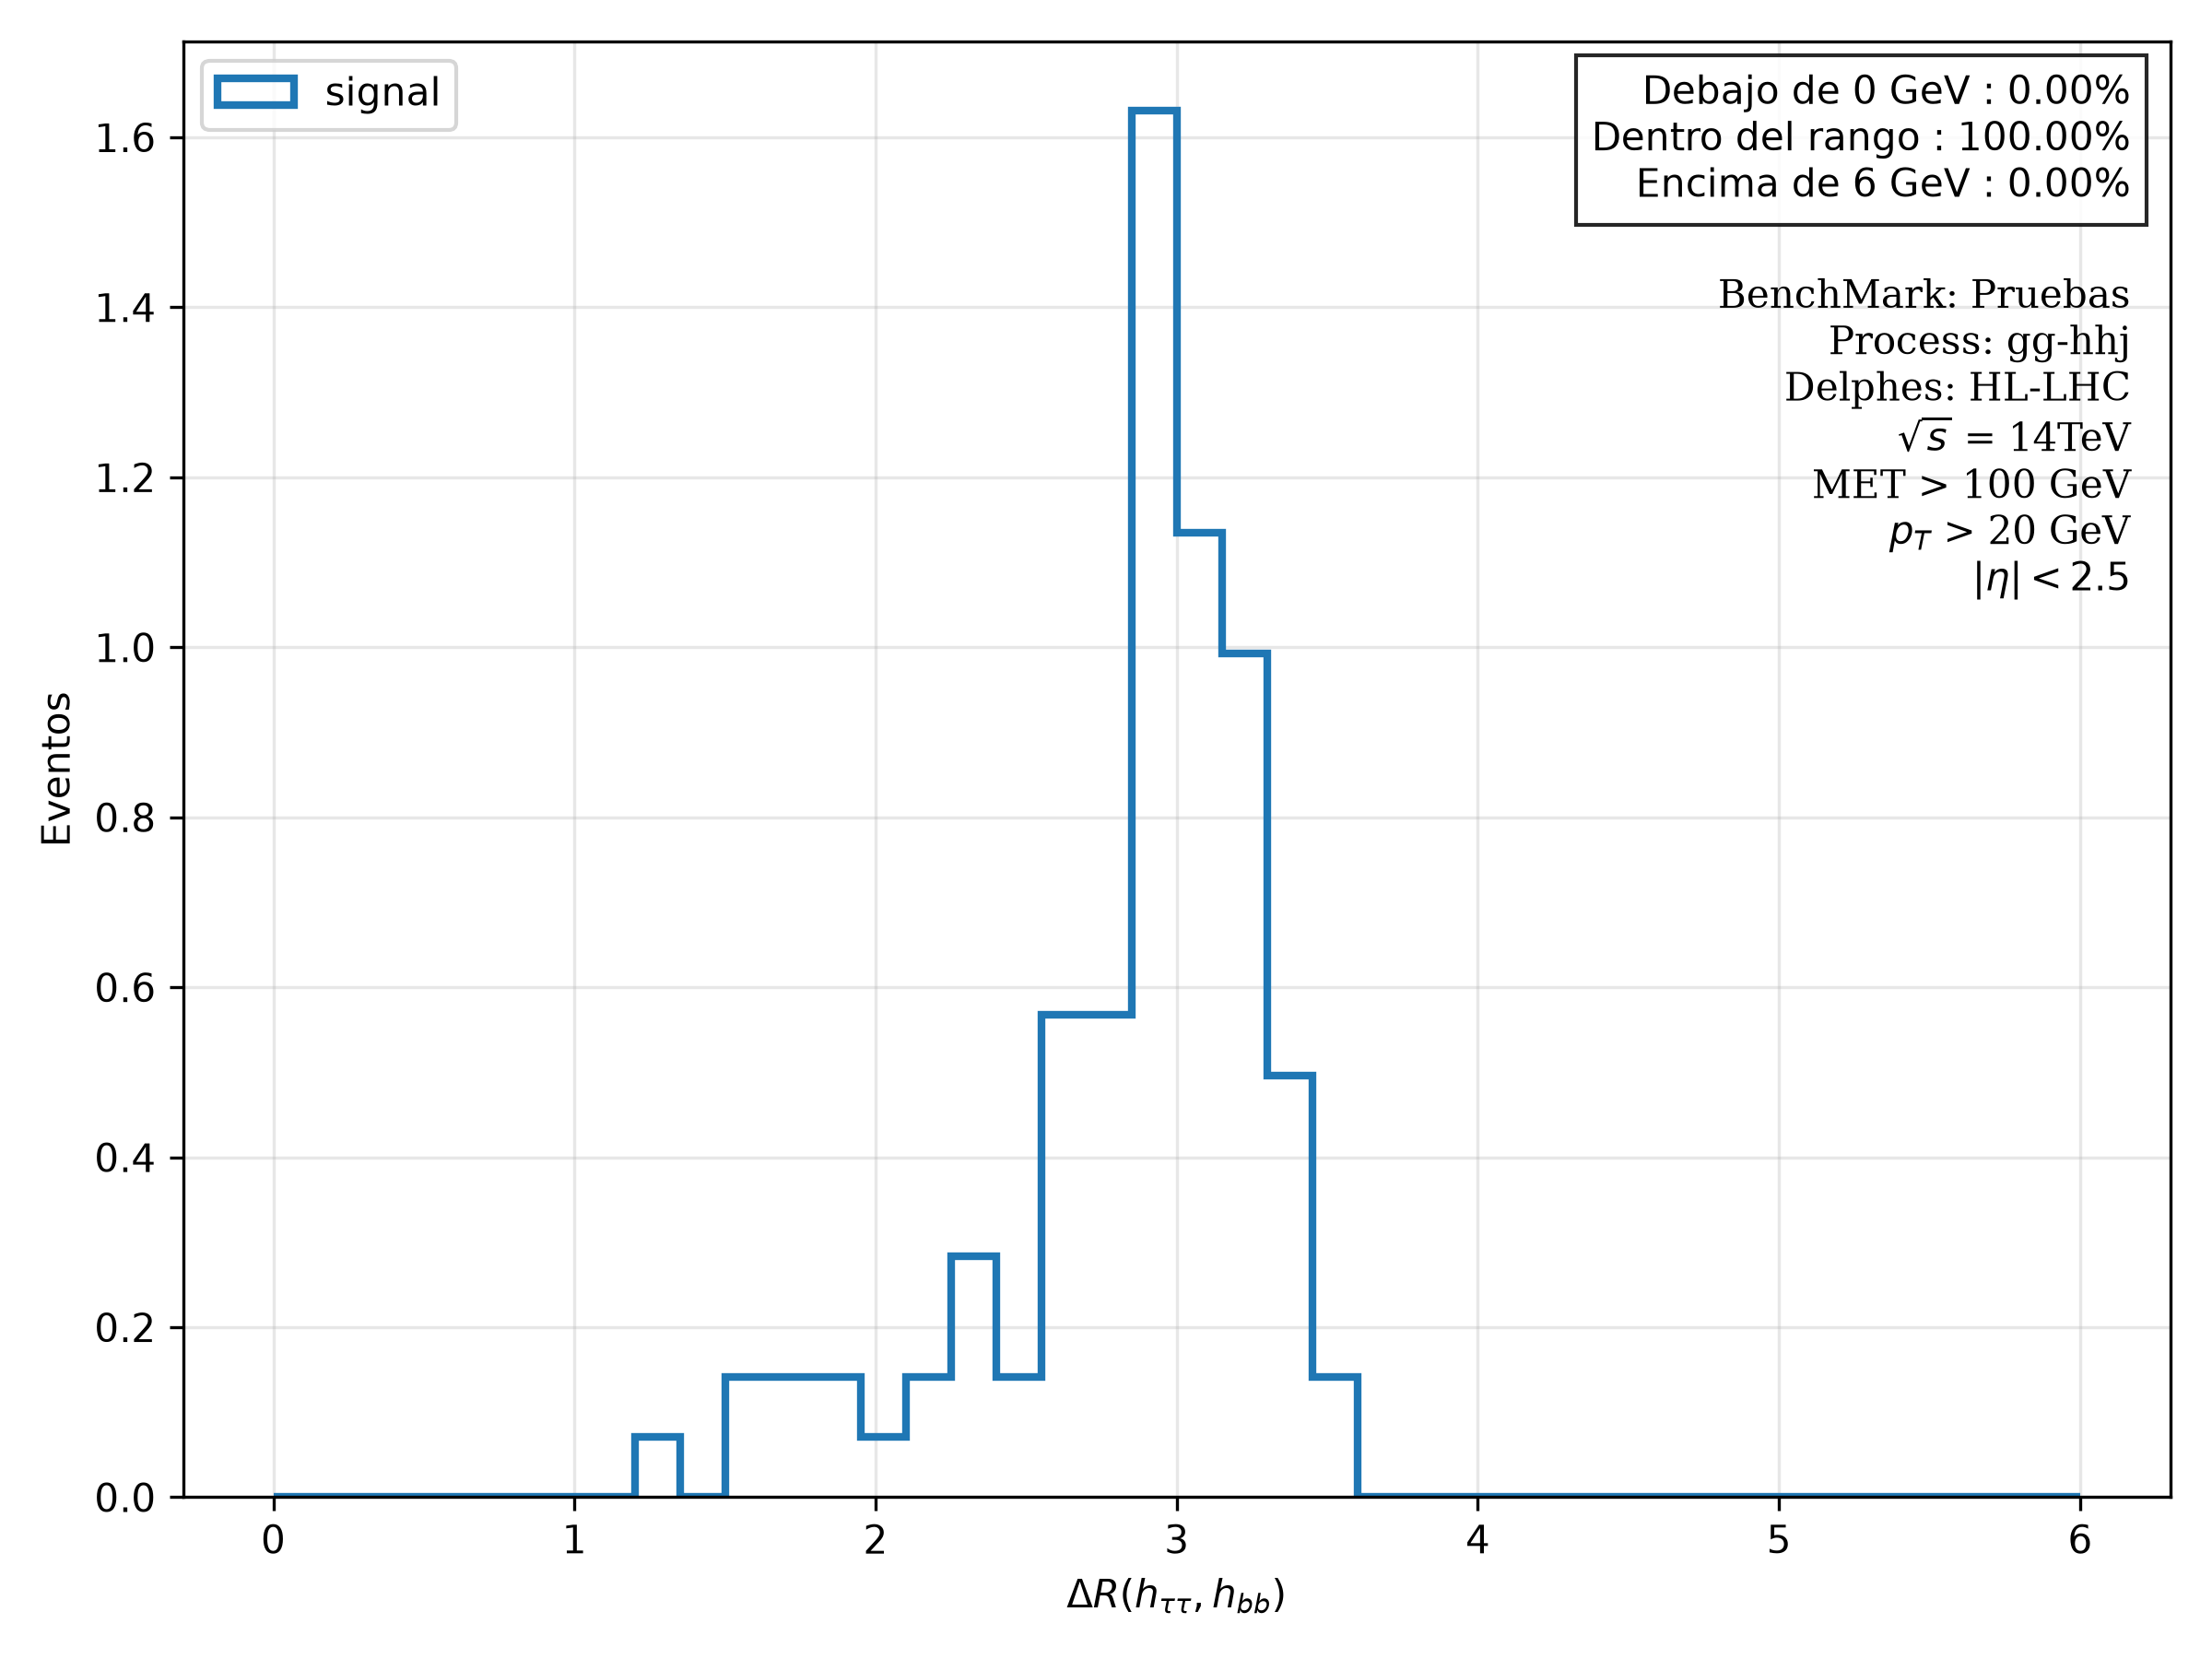 signal
Debajo de 0 GeV : 0.00%
Dentro del rango : 100.00%
Encima de 6 GeV : 0.00%
BenchMark: Pruebas
Process: gg-hhj
Delphes: HL-LHC
√s = 14TeV
MET > 100 GeV
p_T > 20 GeV
|η| < 2.5
Eventos
1.6
1.4
1.2
1.0
0.8
0.6
0.4
0.2
0.0
0 1 2 3 4 5 6
ΔR(h_ττ, h_bb)